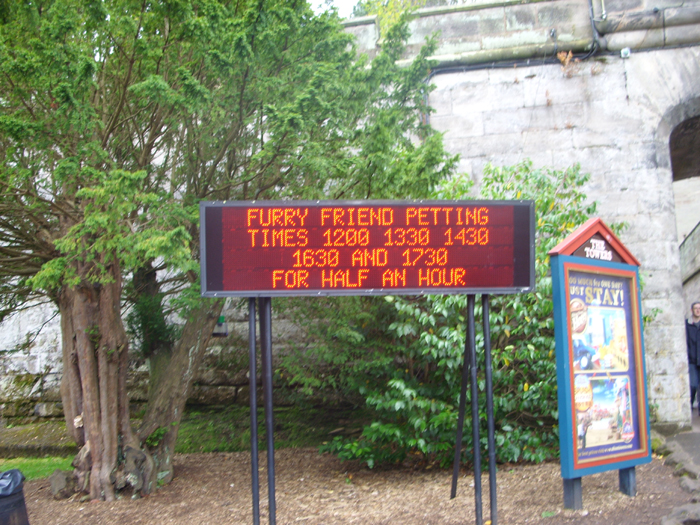 FURRY FRIEND PETTING
TIMES 1200 1330 1430
1630 AND 1730
FOR HALF AN HOUR
THE
TOWERS
STAY!